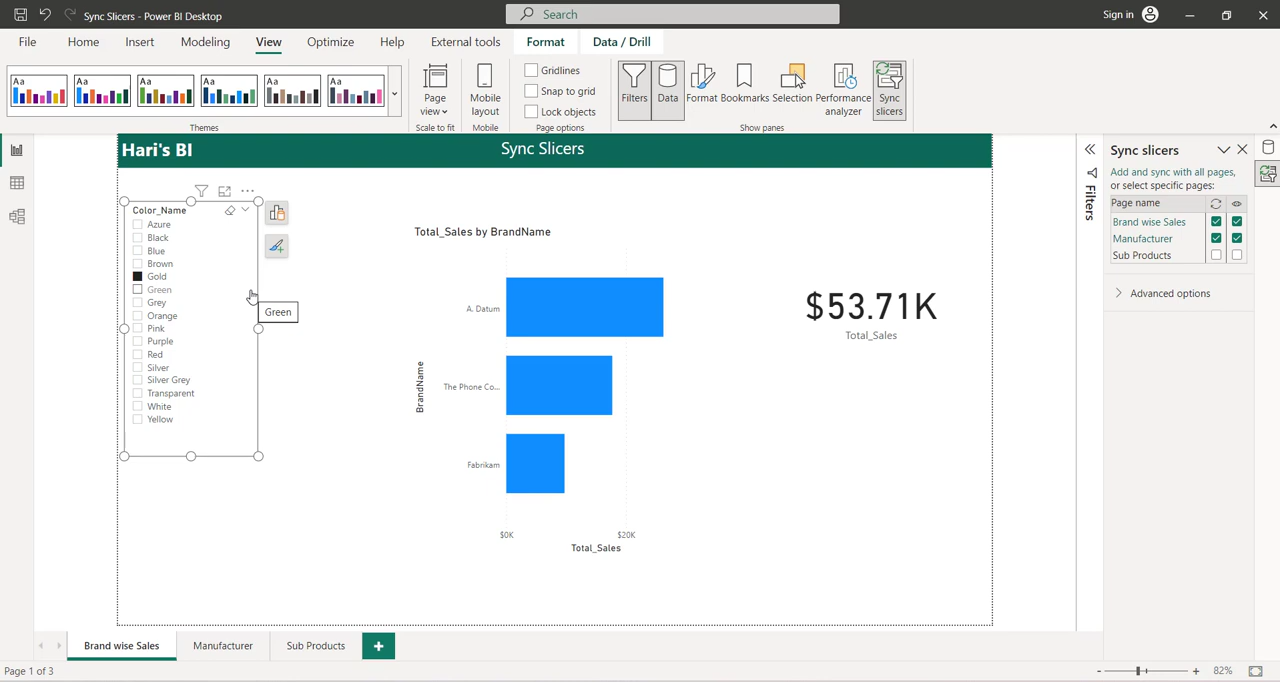 Sync Slicers - Power BI Desktop
Search
Sign in
File
Home
Insert
Modeling
View
Optimize
Help
External tools
Format
Data / Drill
Aa
Aa
Aa
Aa
Aa
Aa
Page
view
Mobile
layout
Gridlines
Snap to grid
Lock objects
Filters
Data
Format
Bookmarks
Selection
Performance
analyzer
Sync
slicers
Themes
Scale to fit
Mobile
Page options
Show panes
Hari's BI
Sync Slicers
Color_Name
Azure
Black
Blue
Brown
Gold
Green
Grey
Orange
Pink
Purple
Red
Silver
Silver Grey
Transparent
White
Yellow
Green
Total_Sales by BrandName
BrandName
A. Datum
The Phone Co...
Fabrikam
$0K
$20K
Total_Sales
$53.71K
Total_Sales
Filters
Sync slicers
Add and sync with all pages,
or select specific pages:
Page name
Brand wise Sales
Manufacturer
Sub Products
Advanced options
Brand wise Sales
Manufacturer
Sub Products
+
Page 1 of 3
- + 82%